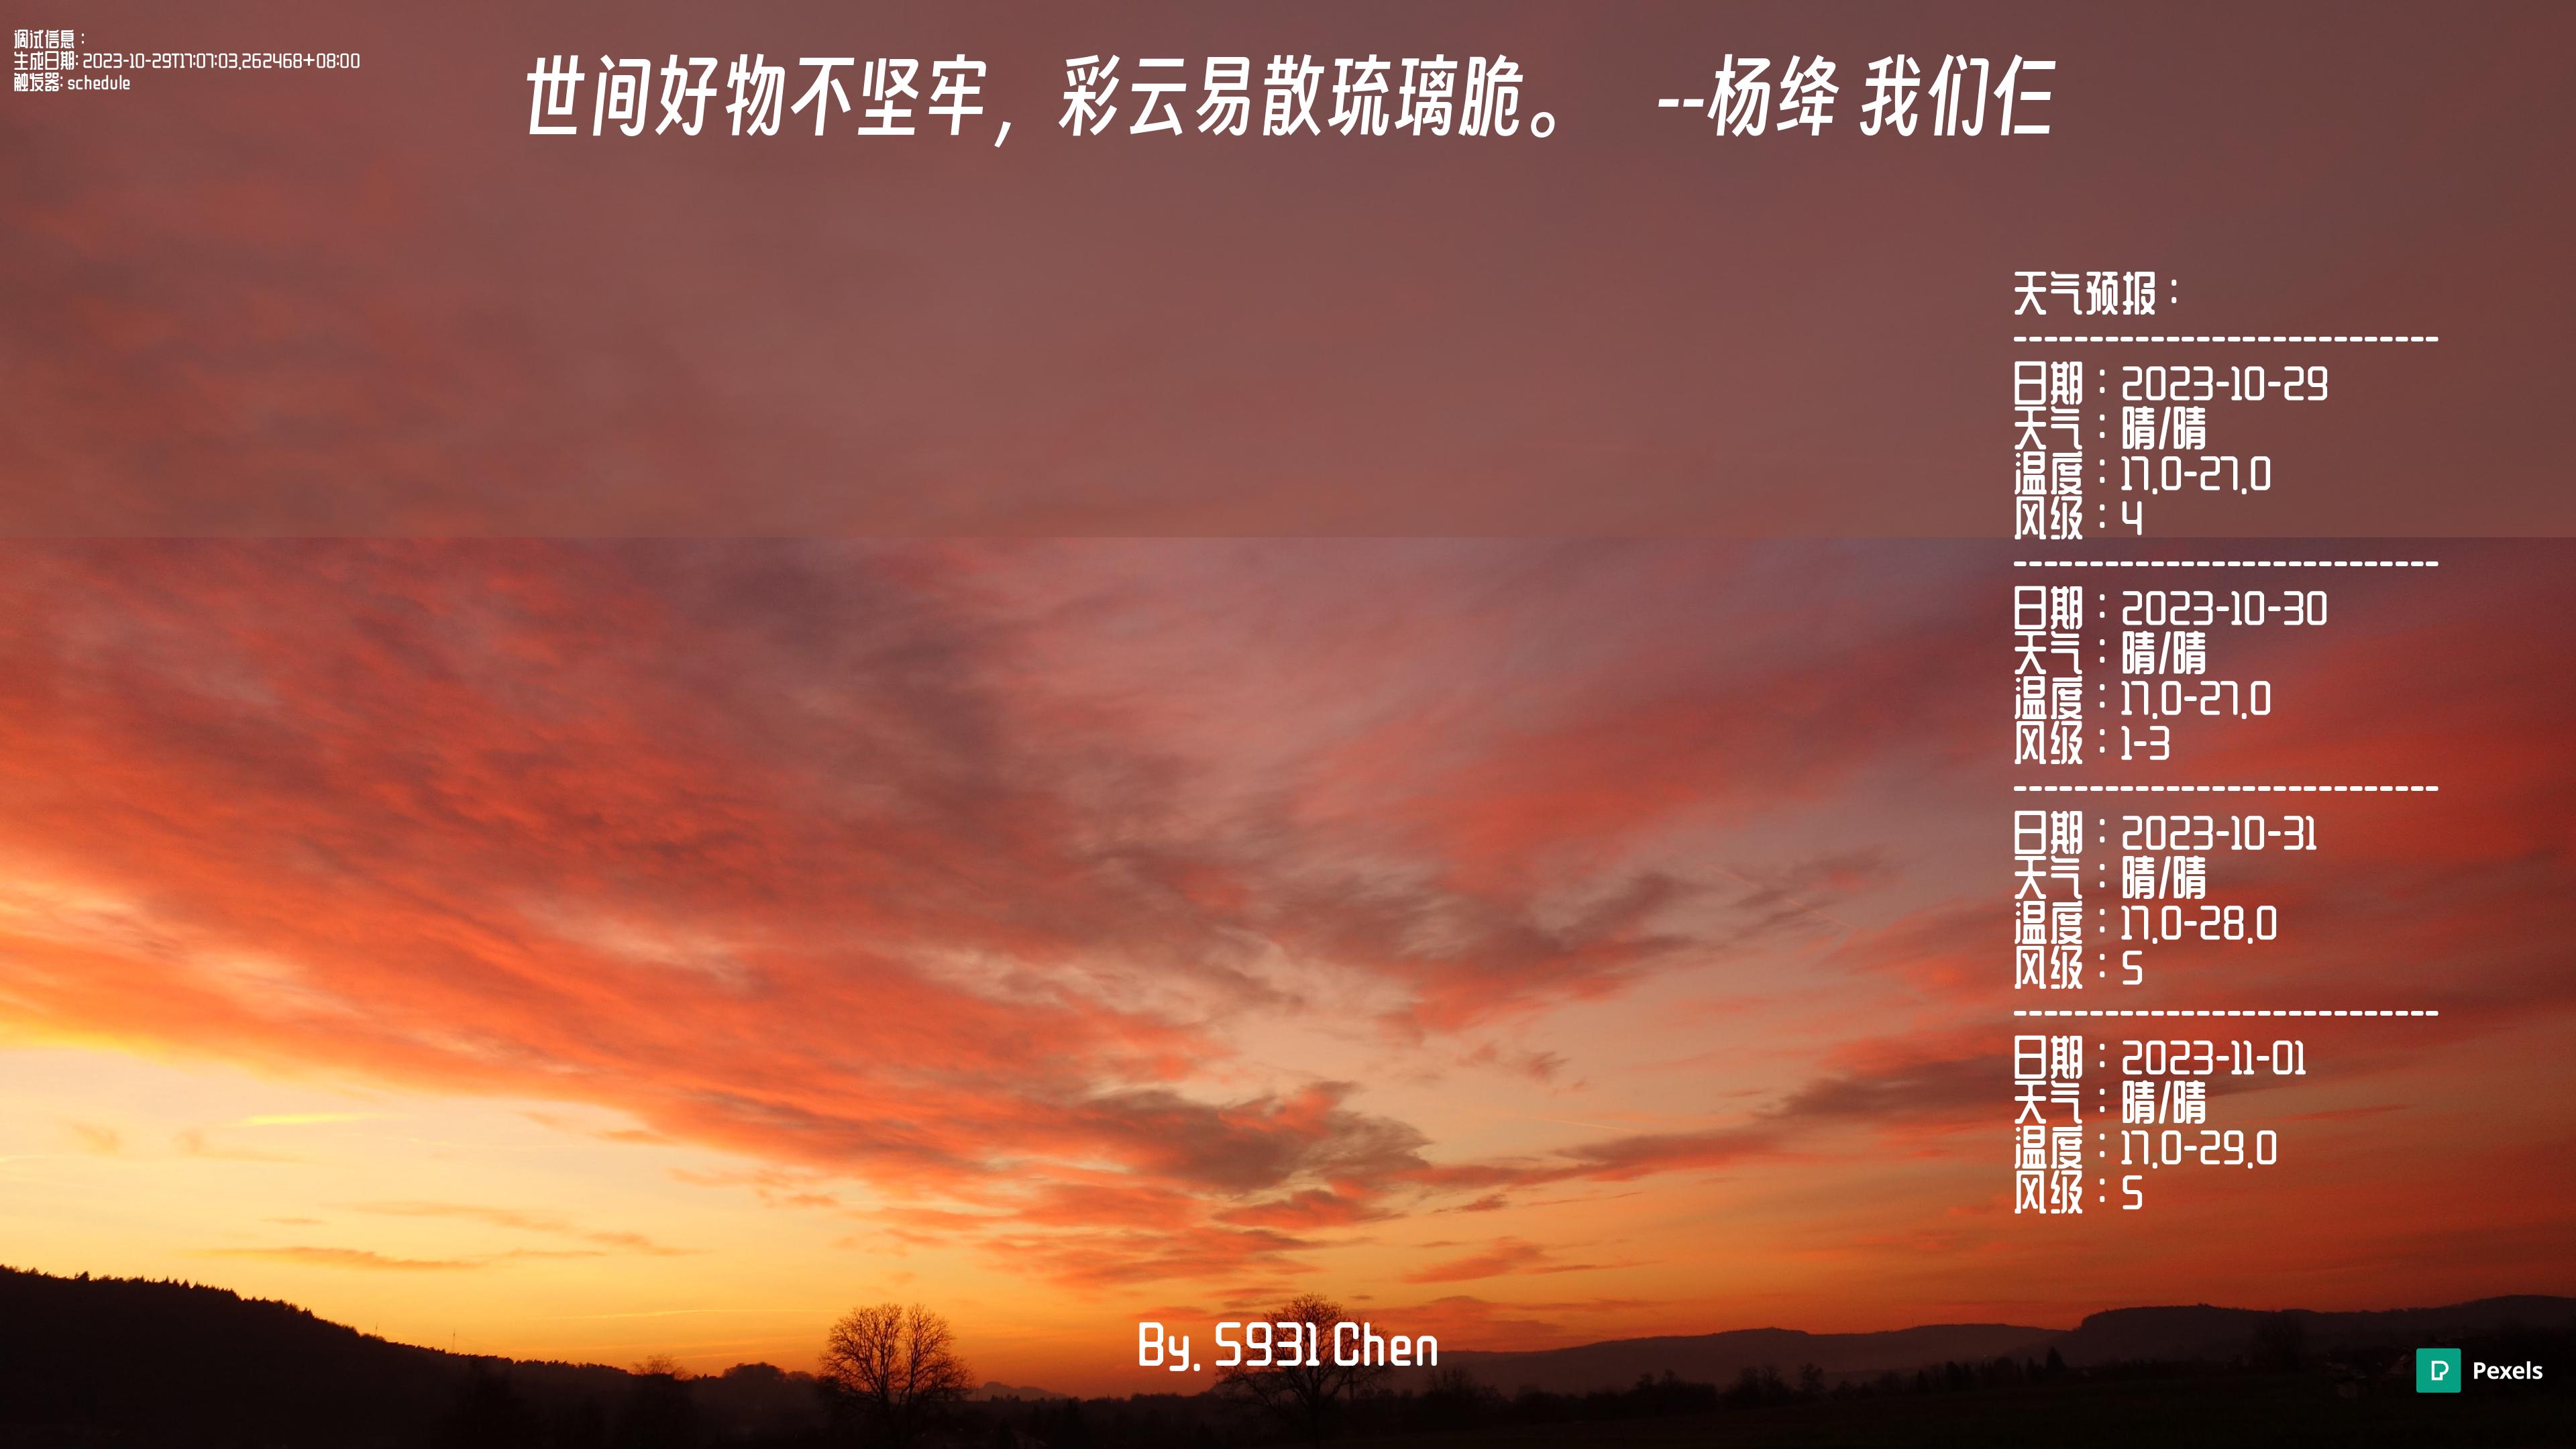 调试信息：
生成日期: 2023-10-29T17:07:03.262468+08:00
触发器: schedule
世间好物不坚牢，彩云易散琉璃脆。 --杨绛 我们仨
天气预报：
----------------------------
日期：2023-10-29
天气：晴/晴
温度：17.0-27.0
风级：4
----------------------------
日期：2023-10-30
天气：晴/晴
温度：17.0-27.0
风级：1-3
----------------------------
日期：2023-10-31
天气：晴/晴
温度：17.0-28.0
风级：5
----------------------------
日期：2023-11-01
天气：晴/晴
温度：17.0-29.0
风级：5
By. 5931 Chen
Pexels